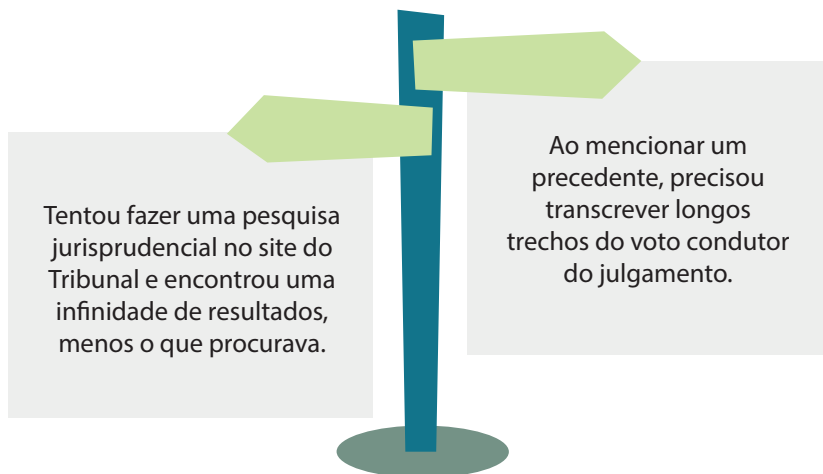 Tentou fazer uma pesquisa
jurisprudencial no site do
Tribunal e encontrou uma
infinidade de resultados,
menos o que procurava.
Ao mencionar um
precedente, precisou
transcrever longos
trechos do voto condutor
do julgamento.